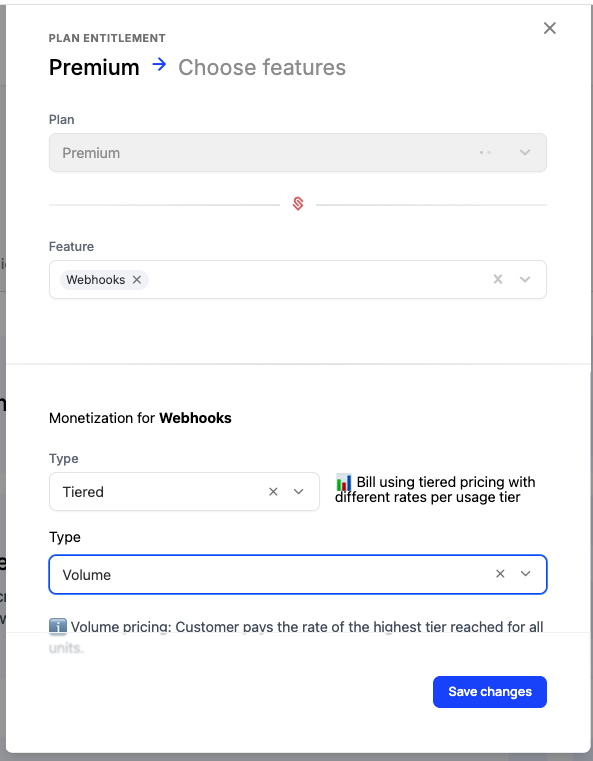 PLAN ENTITLEMENT
Premium → Choose features
Plan
Premium
Feature
Webhooks ×
Monetization for Webhooks
Type
Tiered
📊 Bill using tiered pricing with
different rates per usage tier
Type
Volume
ℹ️ Volume pricing: Customer pays the rate of the highest tier reached for all
units.
Save changes